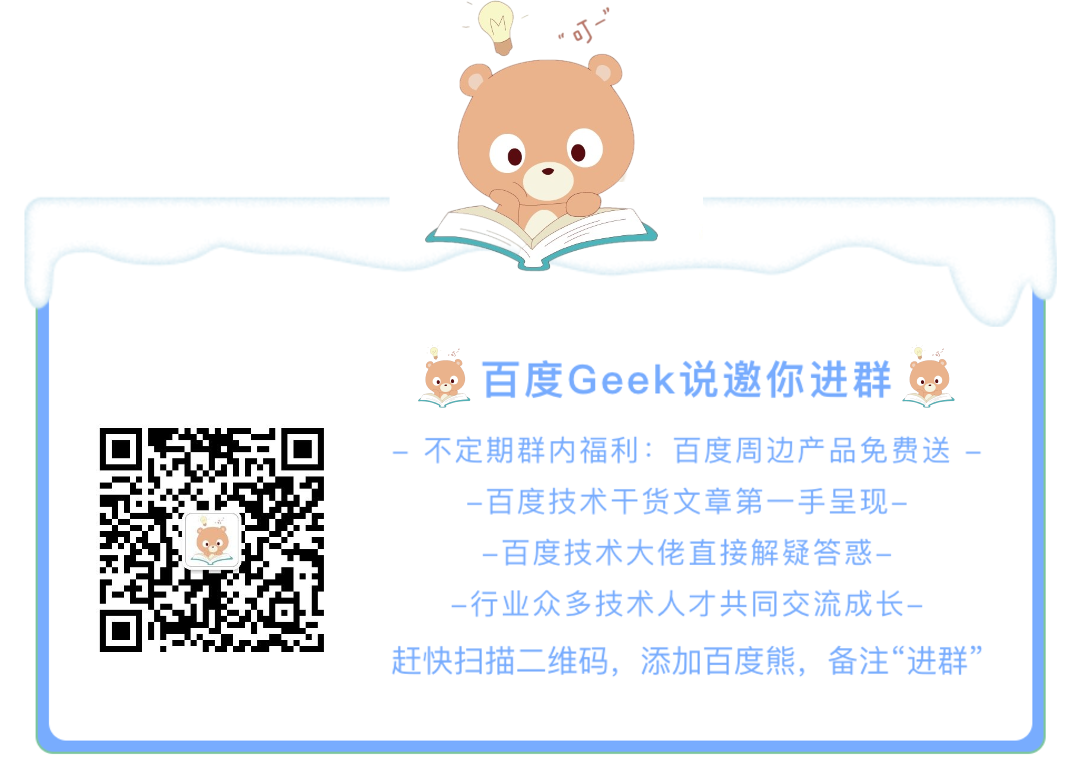 “叮~”
百度Geek说邀你进群
- 不定期群内福利：百度周边产品免费送 -
-百度技术干货文章第一手呈现-
-百度技术大佬直接解疑答惑-
-行业众多技术人才共同交流成长-
赶快扫描二维码，添加百度熊，备注“进群”